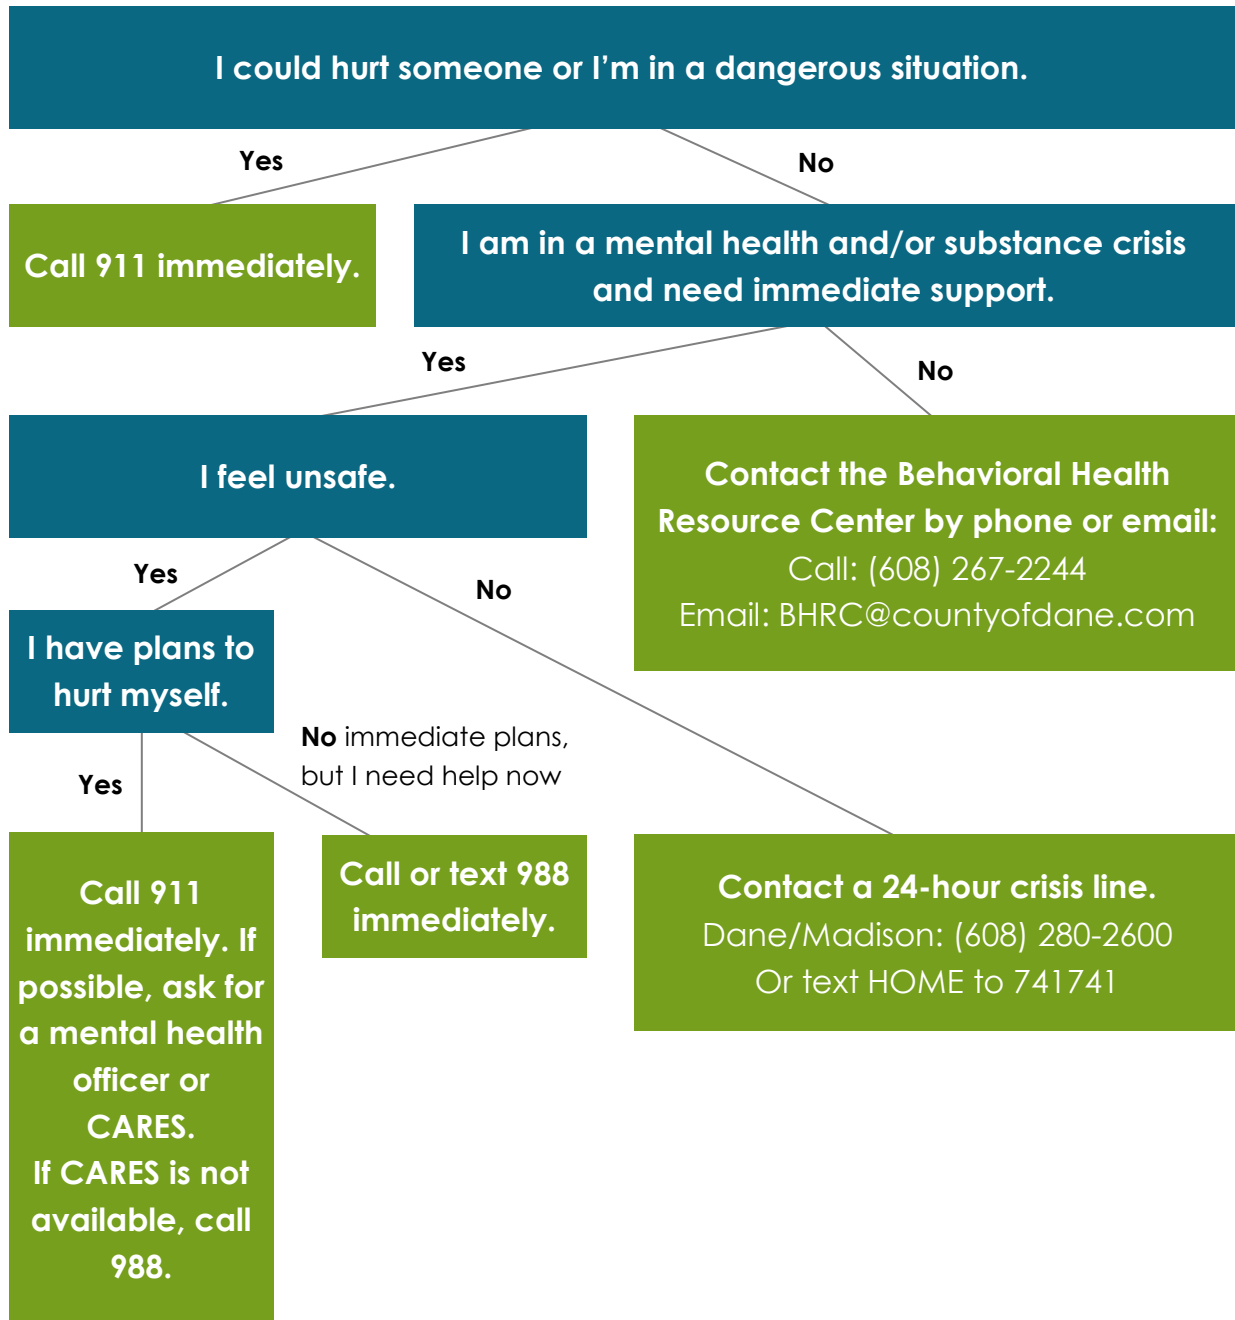 I could hurt someone or I’m in a dangerous situation.
Yes
No
Call 911 immediately.
I am in a mental health and/or substance crisis
and need immediate support.
Yes
No
I feel unsafe.
Contact the Behavioral Health
Resource Center by phone or email:
Call: (608) 267-2244
Email: BHRC@countyofdane.com
Yes
No
I have plans to
hurt myself.
No immediate plans,
but I need help now
Yes
Call 911
immediately. If
possible, ask for
a mental health
officer or
CARES.
If CARES is not
available, call
988.
Call or text 988
immediately.
Contact a 24-hour crisis line.
Dane/Madison: (608) 280-2600
Or text HOME to 741741